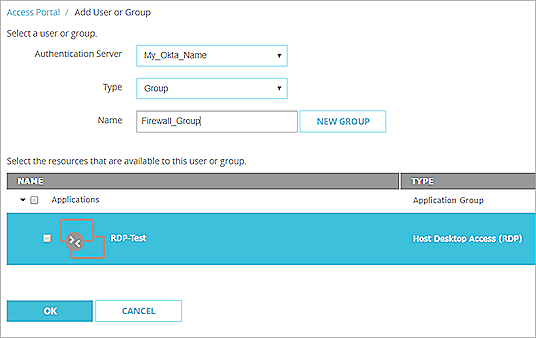 Access Portal / Add User or Group
Select a user or group.
Authentication Server My_Okta_Name
Type Group
Name Firewall_Group NEW GROUP
Select the resources that are available to this user or group.
NAME TYPE
Applications Application Group
RDP-Test Host Desktop Access (RDP)
OK CANCEL